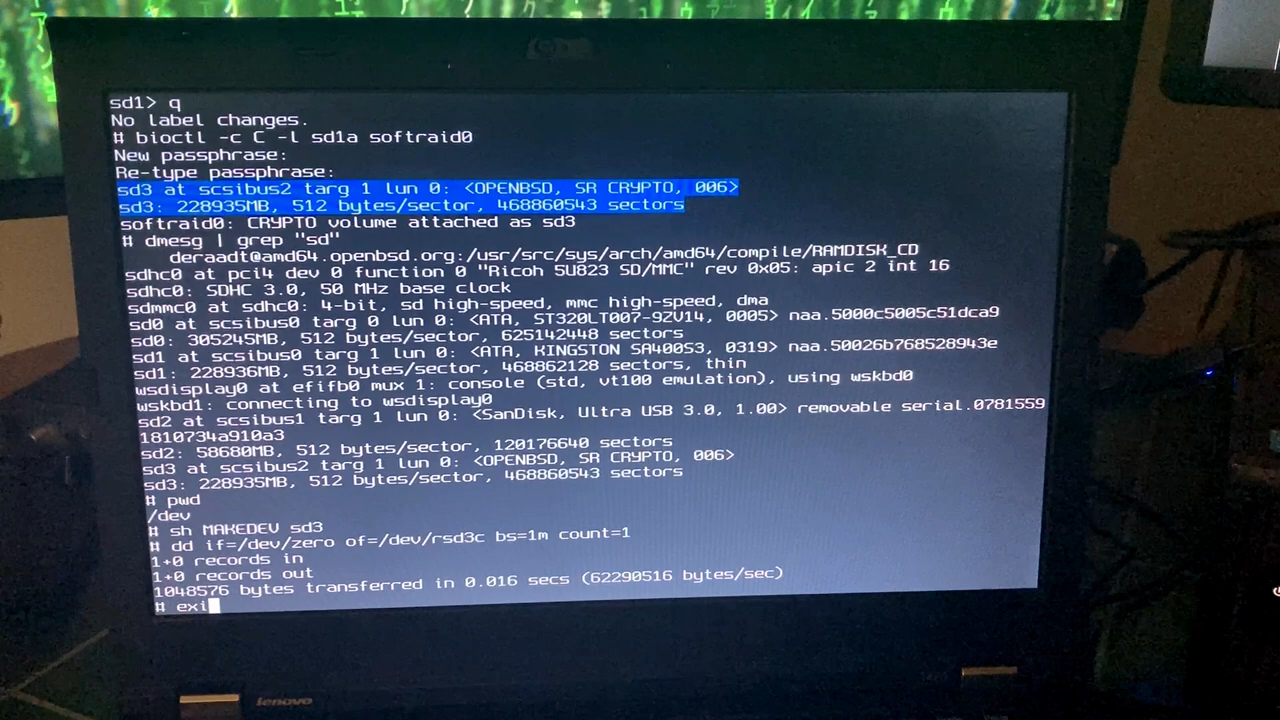 sd1> q
No label changes.
# bioctl -c C -l sd1a softraid0
New passphrase:
Re-type passphrase:
sd3 at scsibus2 targ 1 lun 0: <OPENBSD, SR CRYPTO, 006>
sd3: 228935MB, 512 bytes/sector, 468860543 sectors
softraid0: CRYPTO volume attached as sd3
# dmesg | grep "sd"
deraadt@amd64.openbsd.org:/usr/src/sys/arch/amd64/compile/RAMDISK_CD
sdhc0 at pci4 dev 0 function 0 "Ricoh 5U823 SD/MMC" rev 0x05: apic 2 int 16
sdhc0: SDHC 3.0, 50 MHz base clock
sdmmc0 at sdhc0: 4-bit, sd high-speed, mmc high-speed, dma
sd0 at scsibus0 targ 0 lun 0: <ATA, ST320LT007-9ZV14, 0005> naa.5000c5005c51dca9
sd0: 305245MB, 512 bytes/sector, 625142448 sectors
sd1 at scsibus0 targ 1 lun 0: <ATA, KINGSTON SA400S3, 0319> naa.50026b768528943e
sd1: 228936MB, 512 bytes/sector, 468862128 sectors, thin
wsdisplay0 at efifb0 mux 1: console (std, vt100 emulation), using wskbd0
wskbd1: connecting to wsdisplay0
sd2 at scsibus1 targ 1 lun 0: <SanDisk, Ultra USB 3.0, 1.00> removable serial.0781559
1810734a910a3
sd2: 58680MB, 512 bytes/sector, 120176640 sectors
sd3 at scsibus2 targ 1 lun 0: <OPENBSD, SR CRYPTO, 006>
sd3: 228935MB, 512 bytes/sector, 468860543 sectors
# pwd
/dev
# sh MAKEDEV sd3
# dd if=/dev/zero of=/dev/rsd3c bs=1m count=1
1+0 records in
1+0 records out
1048576 bytes transferred in 0.016 secs (62290516 bytes/sec)
# exi
lenovo